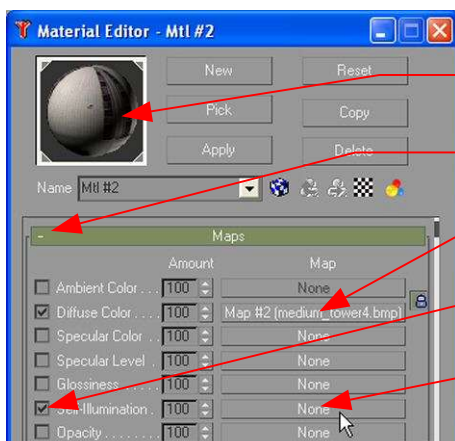 Material Editor - Mtl #2
New Reset
Pick Copy
Apply Delete
Name Mtl #2
- Maps
Amount Map
Ambient Color . . . 100 None
Diffuse Color . . . . 100 Map #2 (medium_tower4.bmp)
Specular Color . . 100 None
Specular Level . . 100 None
Glossiness . . . . . . 100 None
Self-Illumination . 100 None
Opacity . . . . . . . . 100 None